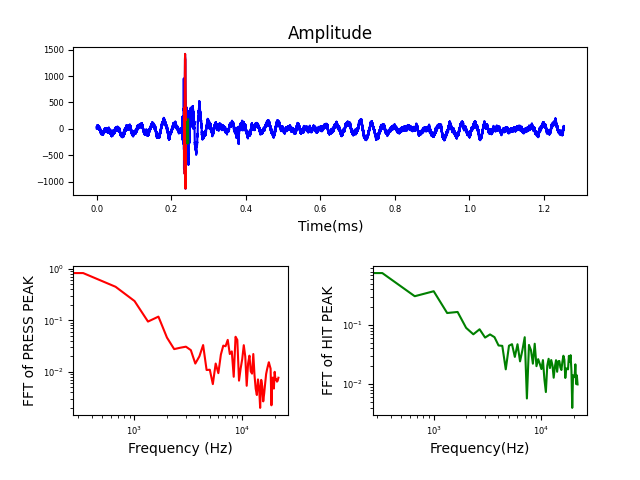 Amplitude
1500
1000
500
0
−500
−1000
0.0 0.2 0.4 0.6 0.8 1.0 1.2
Time(ms)
FFT of PRESS PEAK
10⁰
10⁻¹
10⁻²
10³ 10⁴
Frequency (Hz)
FFT of HIT PEAK
10⁻¹
10⁻²
10³ 10⁴
Frequency(Hz)